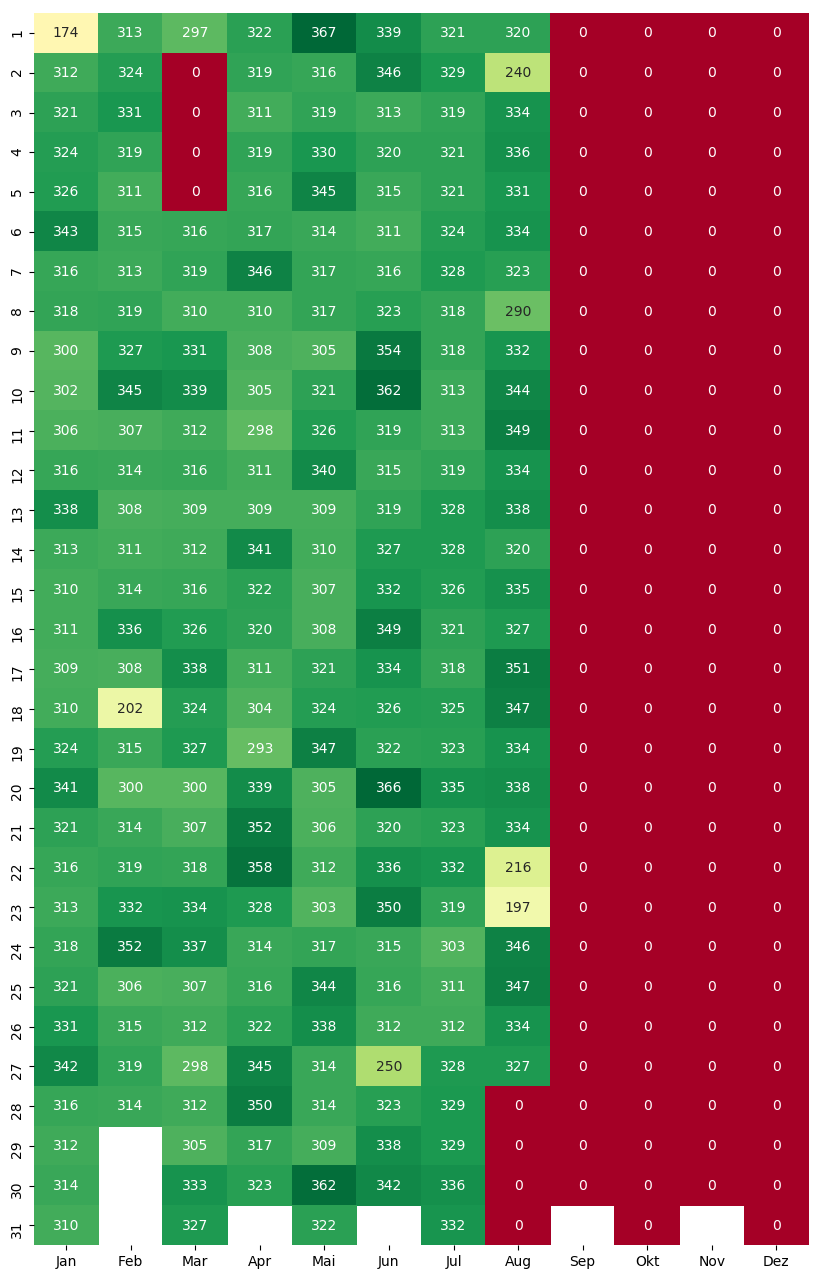 1 174 313 297 322 367 339 321 320 0 0 0 0
2 312 324 0 319 316 346 329 240 0 0 0 0
3 321 331 0 311 319 313 319 334 0 0 0 0
4 324 319 0 319 330 320 321 336 0 0 0 0
5 326 311 0 316 345 315 321 331 0 0 0 0
6 343 315 316 317 314 311 324 334 0 0 0 0
7 316 313 319 346 317 316 328 323 0 0 0 0
8 318 319 310 310 317 323 318 290 0 0 0 0
9 300 327 331 308 305 354 318 332 0 0 0 0
10 302 345 339 305 321 362 313 344 0 0 0 0
11 306 307 312 298 326 319 313 349 0 0 0 0
12 316 314 316 311 340 315 319 334 0 0 0 0
13 338 308 309 309 309 319 328 338 0 0 0 0
14 313 311 312 341 310 327 328 320 0 0 0 0
15 310 314 316 322 307 332 326 335 0 0 0 0
16 311 336 326 320 308 349 321 327 0 0 0 0
17 309 308 338 311 321 334 318 351 0 0 0 0
18 310 202 324 304 324 326 325 347 0 0 0 0
19 324 315 327 293 347 322 323 334 0 0 0 0
20 341 300 300 339 305 366 335 338 0 0 0 0
21 321 314 307 352 306 320 323 334 0 0 0 0
22 316 319 318 358 312 336 332 216 0 0 0 0
23 313 332 334 328 303 350 319 197 0 0 0 0
24 318 352 337 314 317 315 303 346 0 0 0 0
25 321 306 307 316 344 316 311 347 0 0 0 0
26 331 315 312 322 338 312 312 334 0 0 0 0
27 342 319 298 345 314 250 328 327 0 0 0 0
28 316 314 312 350 314 323 329 0 0 0 0 0
29 312 305 317 309 338 329 0 0 0 0 0
30 314 333 323 362 342 336 0 0 0 0 0
31 310 327 322 332 0 0 0
Jan Feb Mar Apr Mai Jun Jul Aug Sep Okt Nov Dez